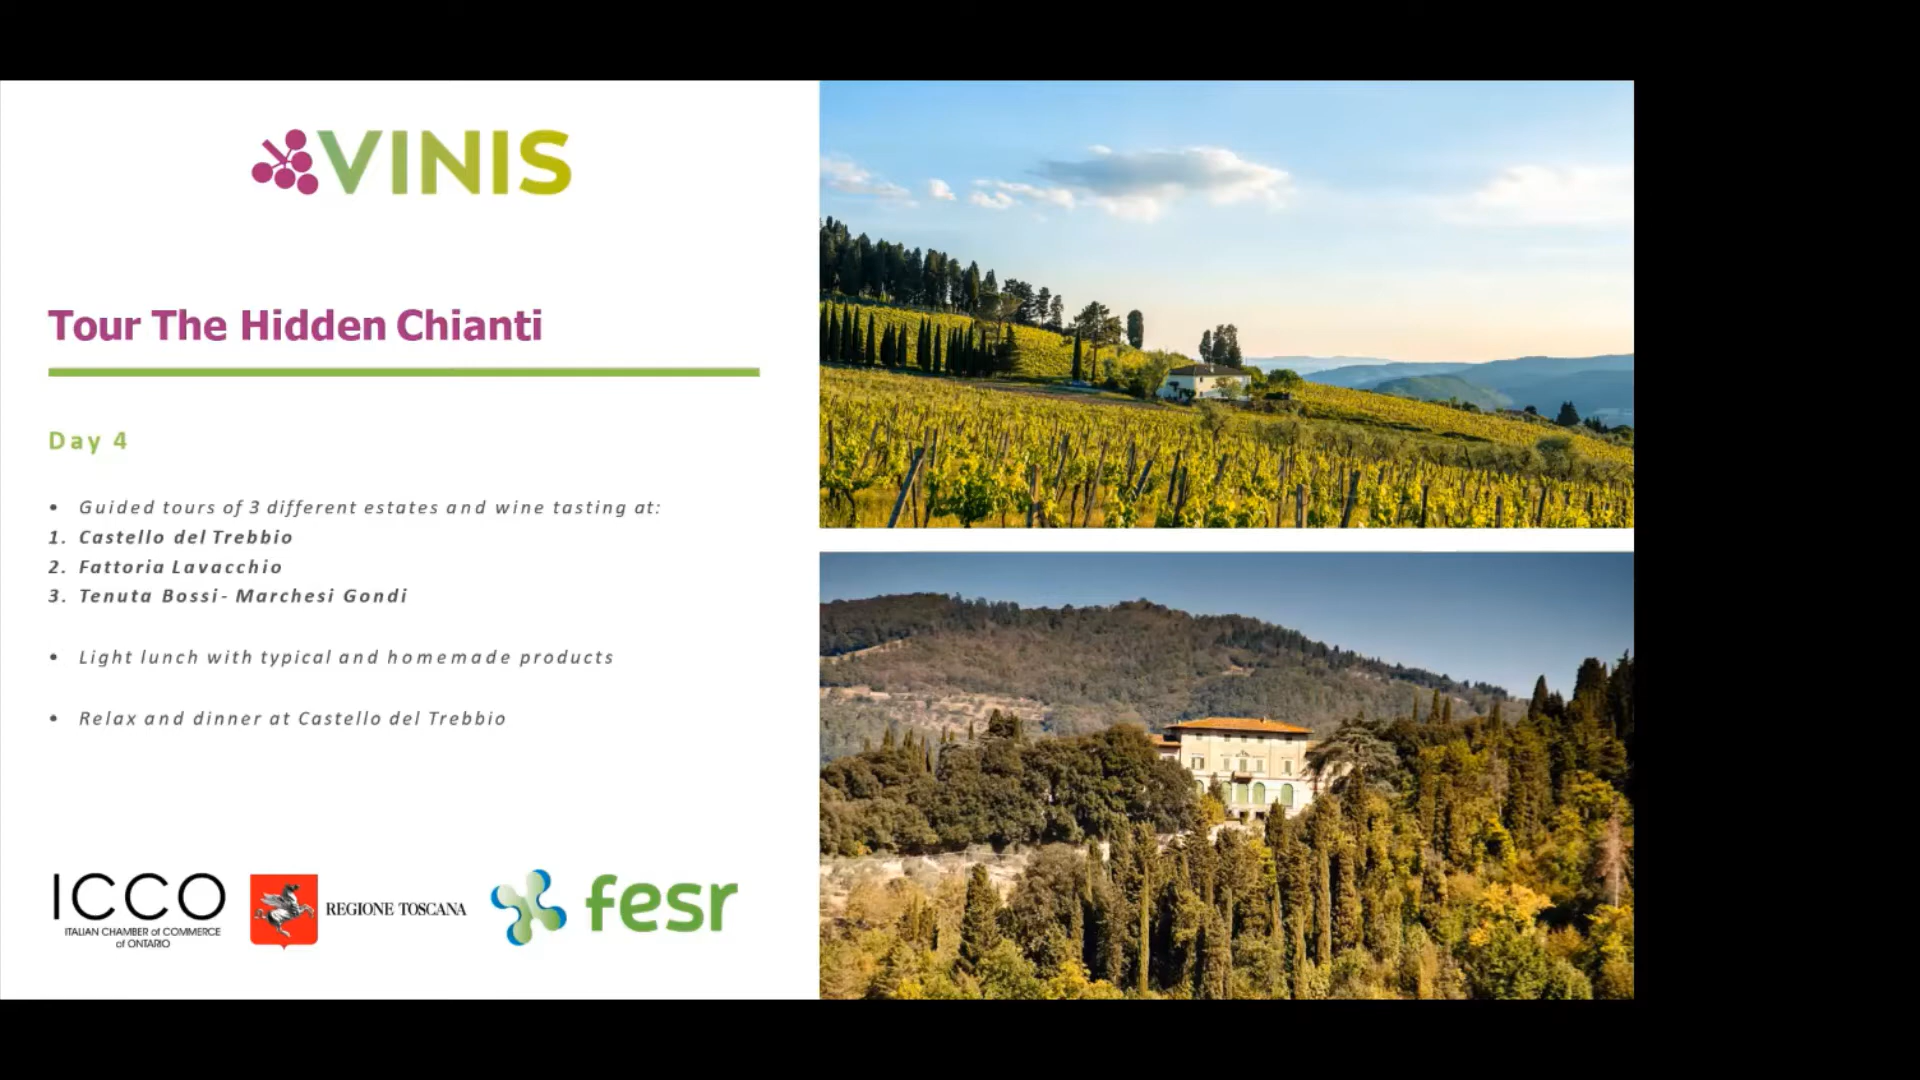 VINIS
Tour The Hidden Chianti
Day 4
• Guided tours of 3 different estates and wine tasting at:
1. Castello del Trebbio
2. Fattoria Lavacchio
3. Tenuta Bossi- Marchesi Gondi
• Light lunch with typical and homemade products
• Relax and dinner at Castello del Trebbio
ICCO
ITALIAN CHAMBER of COMMERCE
of ONTARIO
REGIONE TOSCANA
fesr